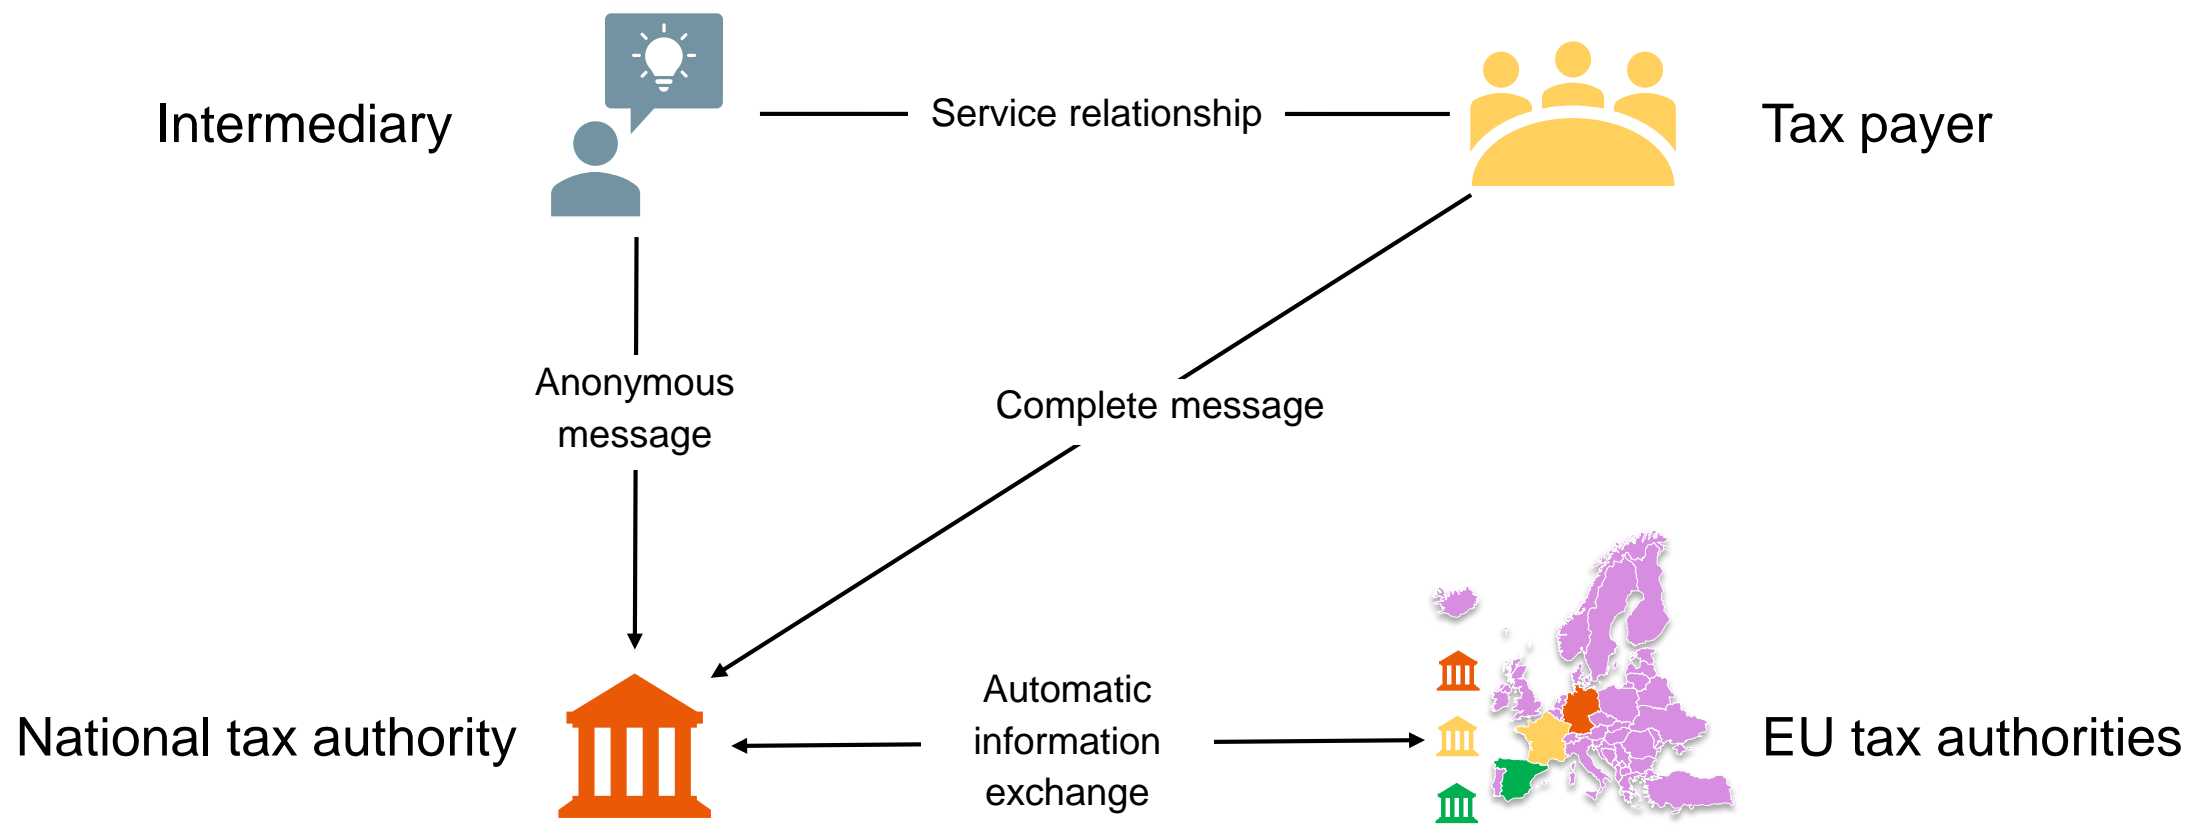 Intermediary
Service relationship
Tax payer
Anonymous
message
Complete message
National tax authority
Automatic
information
exchange
EU tax authorities